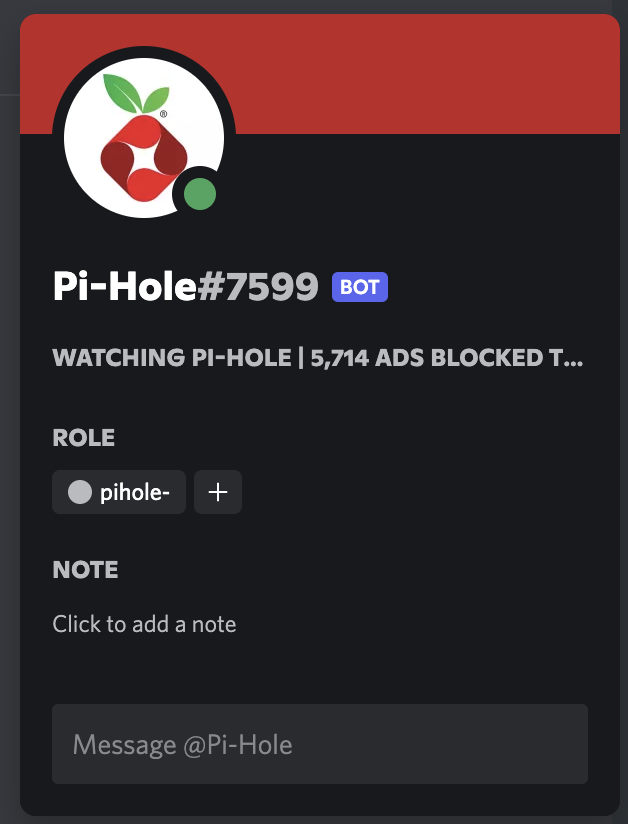 ®
Pi-Hole#7599 BOT
WATCHING PI-HOLE | 5,714 ADS BLOCKED T...
ROLE
pihole- +
NOTE
Click to add a note
Message @Pi-Hole